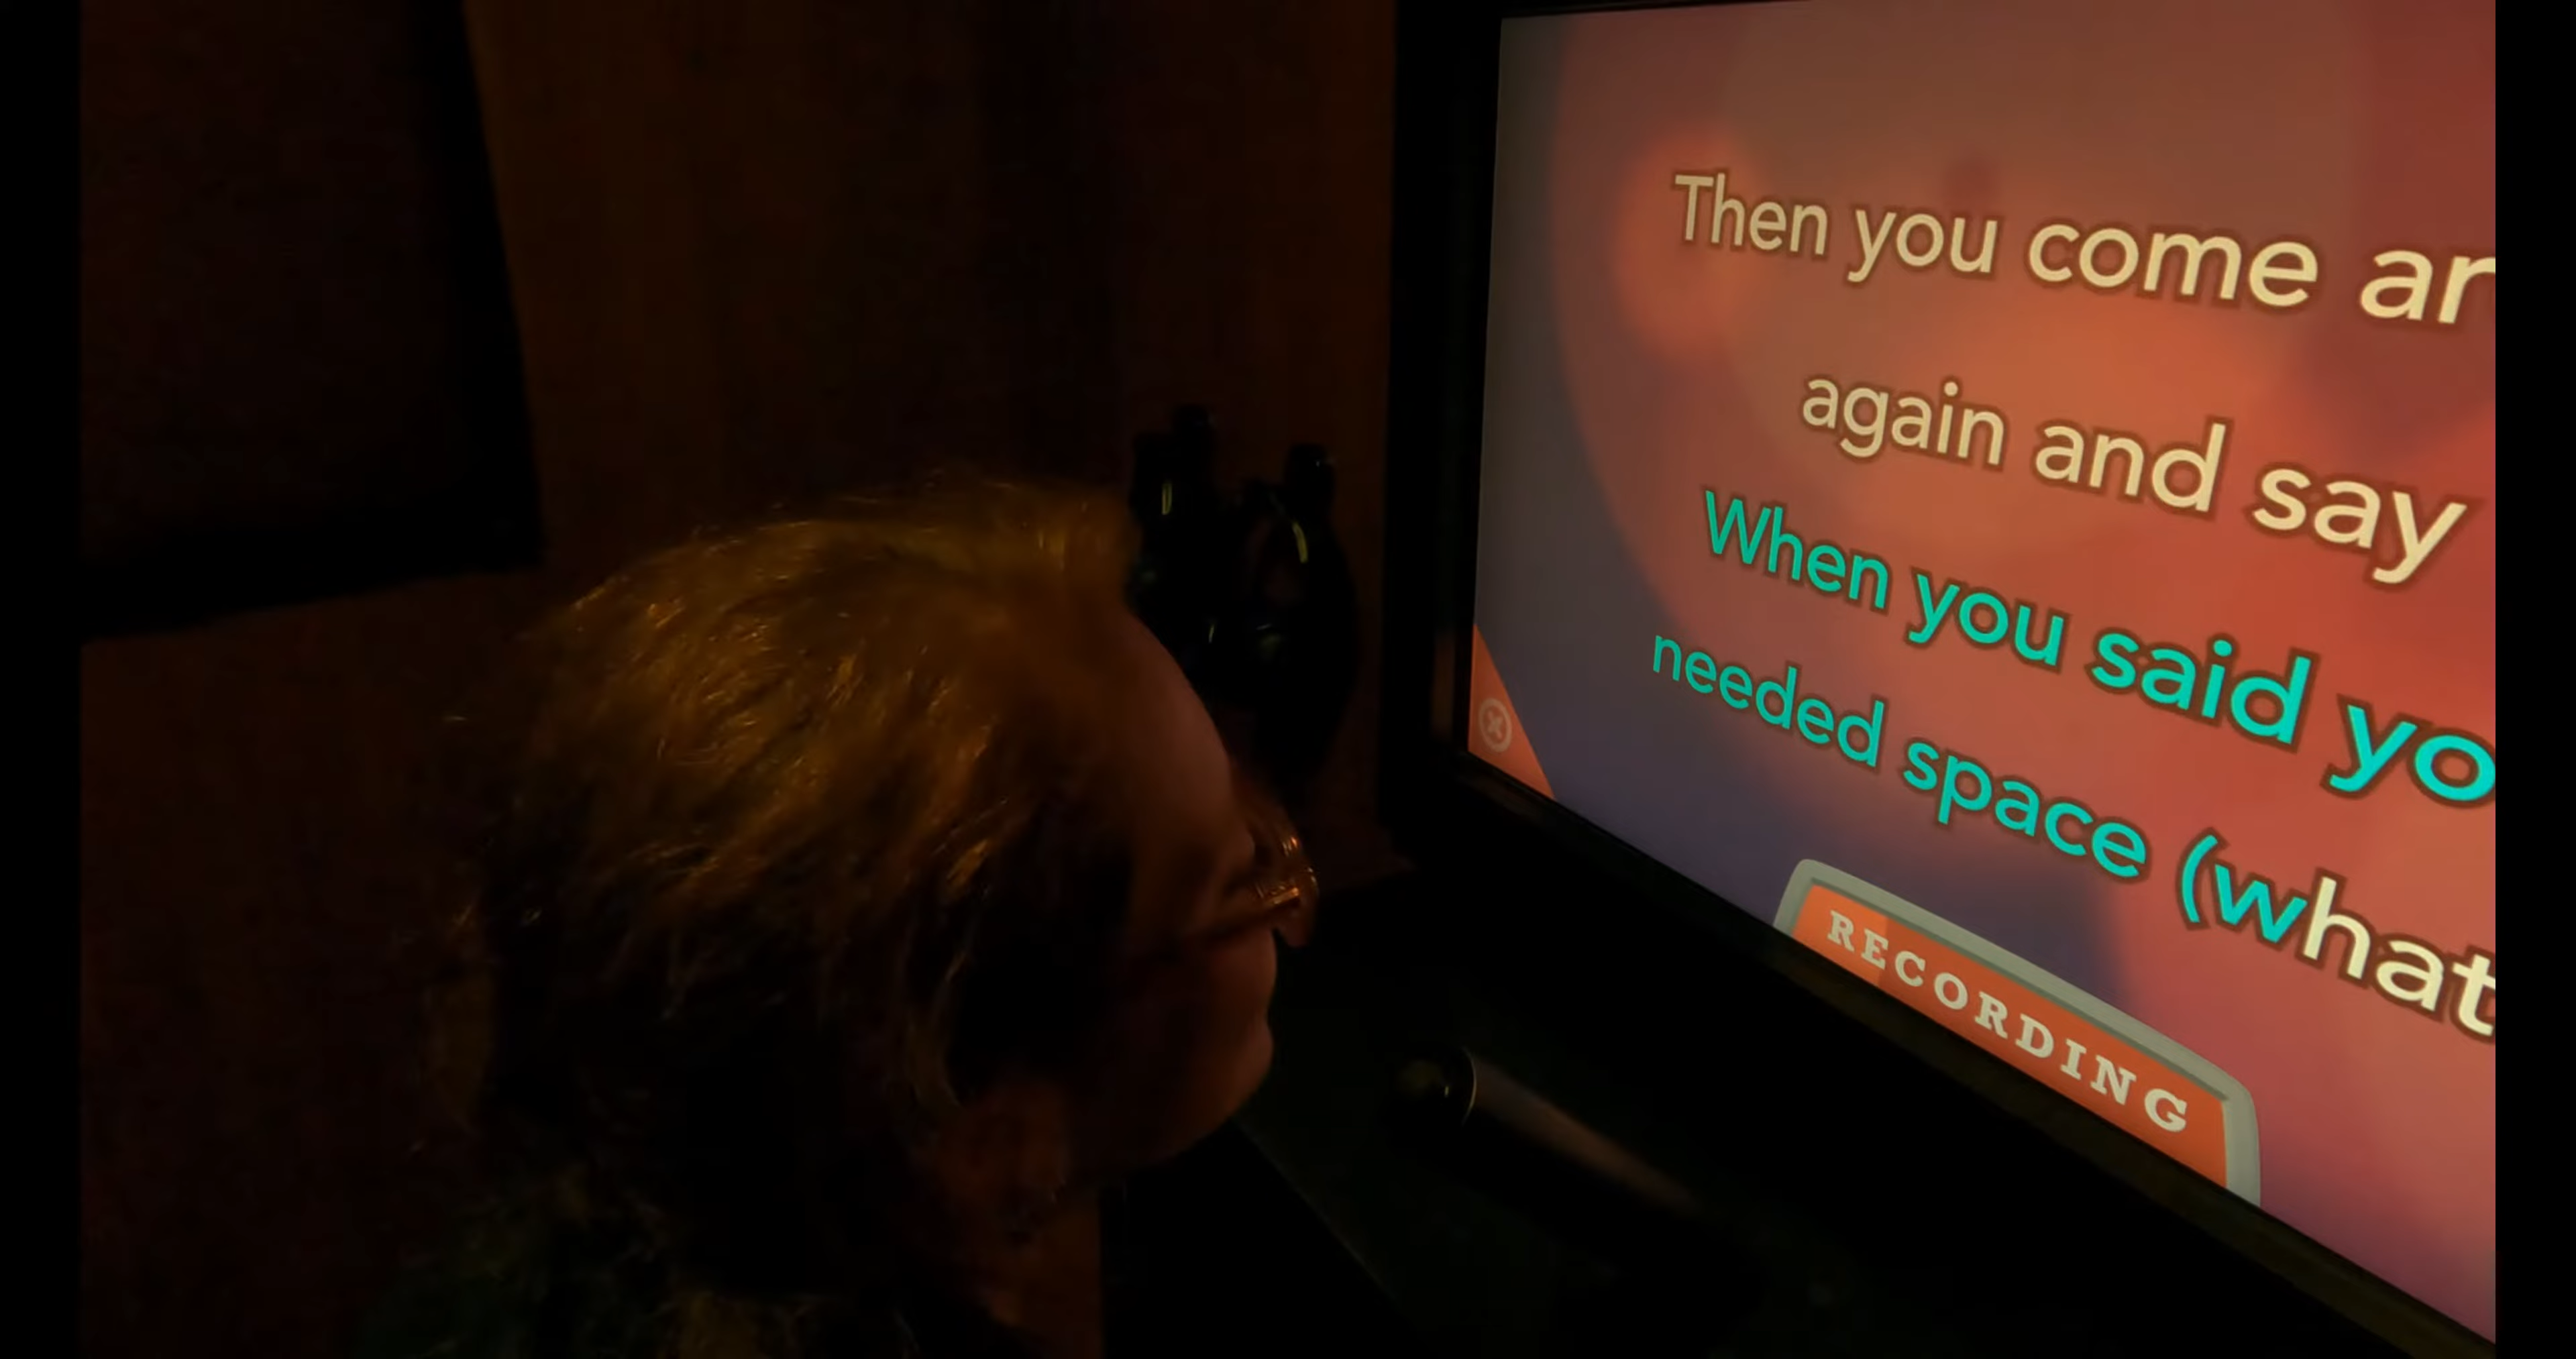 Then you come ar
again and say
When you said yo
needed space (what
RECORDING